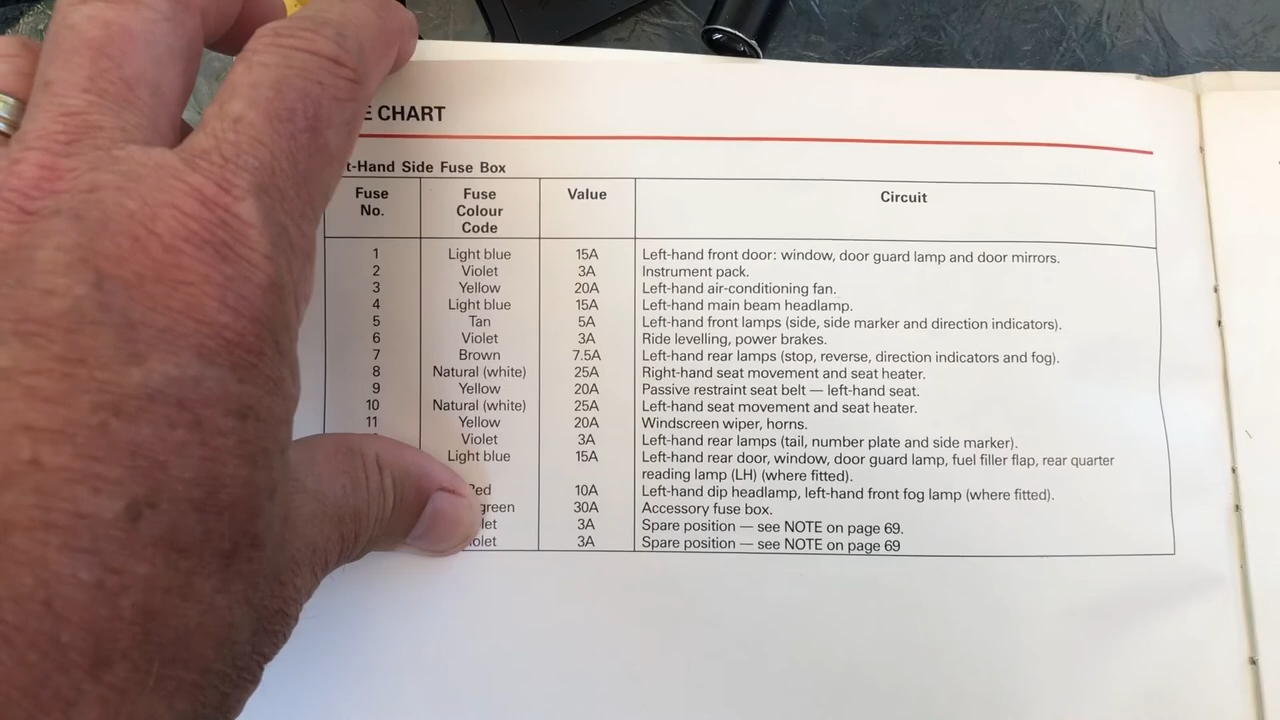 E CHART
t-Hand Side Fuse Box
Fuse No. Fuse Colour Code Value Circuit
1 Light blue 15A Left-hand front door: window, door guard lamp and door mirrors.
2 Violet 3A Instrument pack.
3 Yellow 20A Left-hand air-conditioning fan.
4 Light blue 15A Left-hand main beam headlamp.
5 Tan 5A Left-hand front lamps (side, side marker and direction indicators).
6 Violet 3A Ride levelling, power brakes.
7 Brown 7.5A Left-hand rear lamps (stop, reverse, direction indicators and fog).
8 Natural (white) 25A Right-hand seat movement and seat heater.
9 Yellow 20A Passive restraint seat belt — left-hand seat.
10 Natural (white) 25A Left-hand seat movement and seat heater.
11 Yellow 20A Windscreen wiper, horns.
Violet 3A Left-hand rear lamps (tail, number plate and side marker).
Light blue 15A Left-hand rear door, window, door guard lamp, fuel filler flap, rear quarter
reading lamp (LH) (where fitted).
Red 10A Left-hand dip headlamp, left-hand front fog lamp (where fitted).
green 30A Accessory fuse box.
let 3A Spare position — see NOTE on page 69.
olet 3A Spare position — see NOTE on page 69